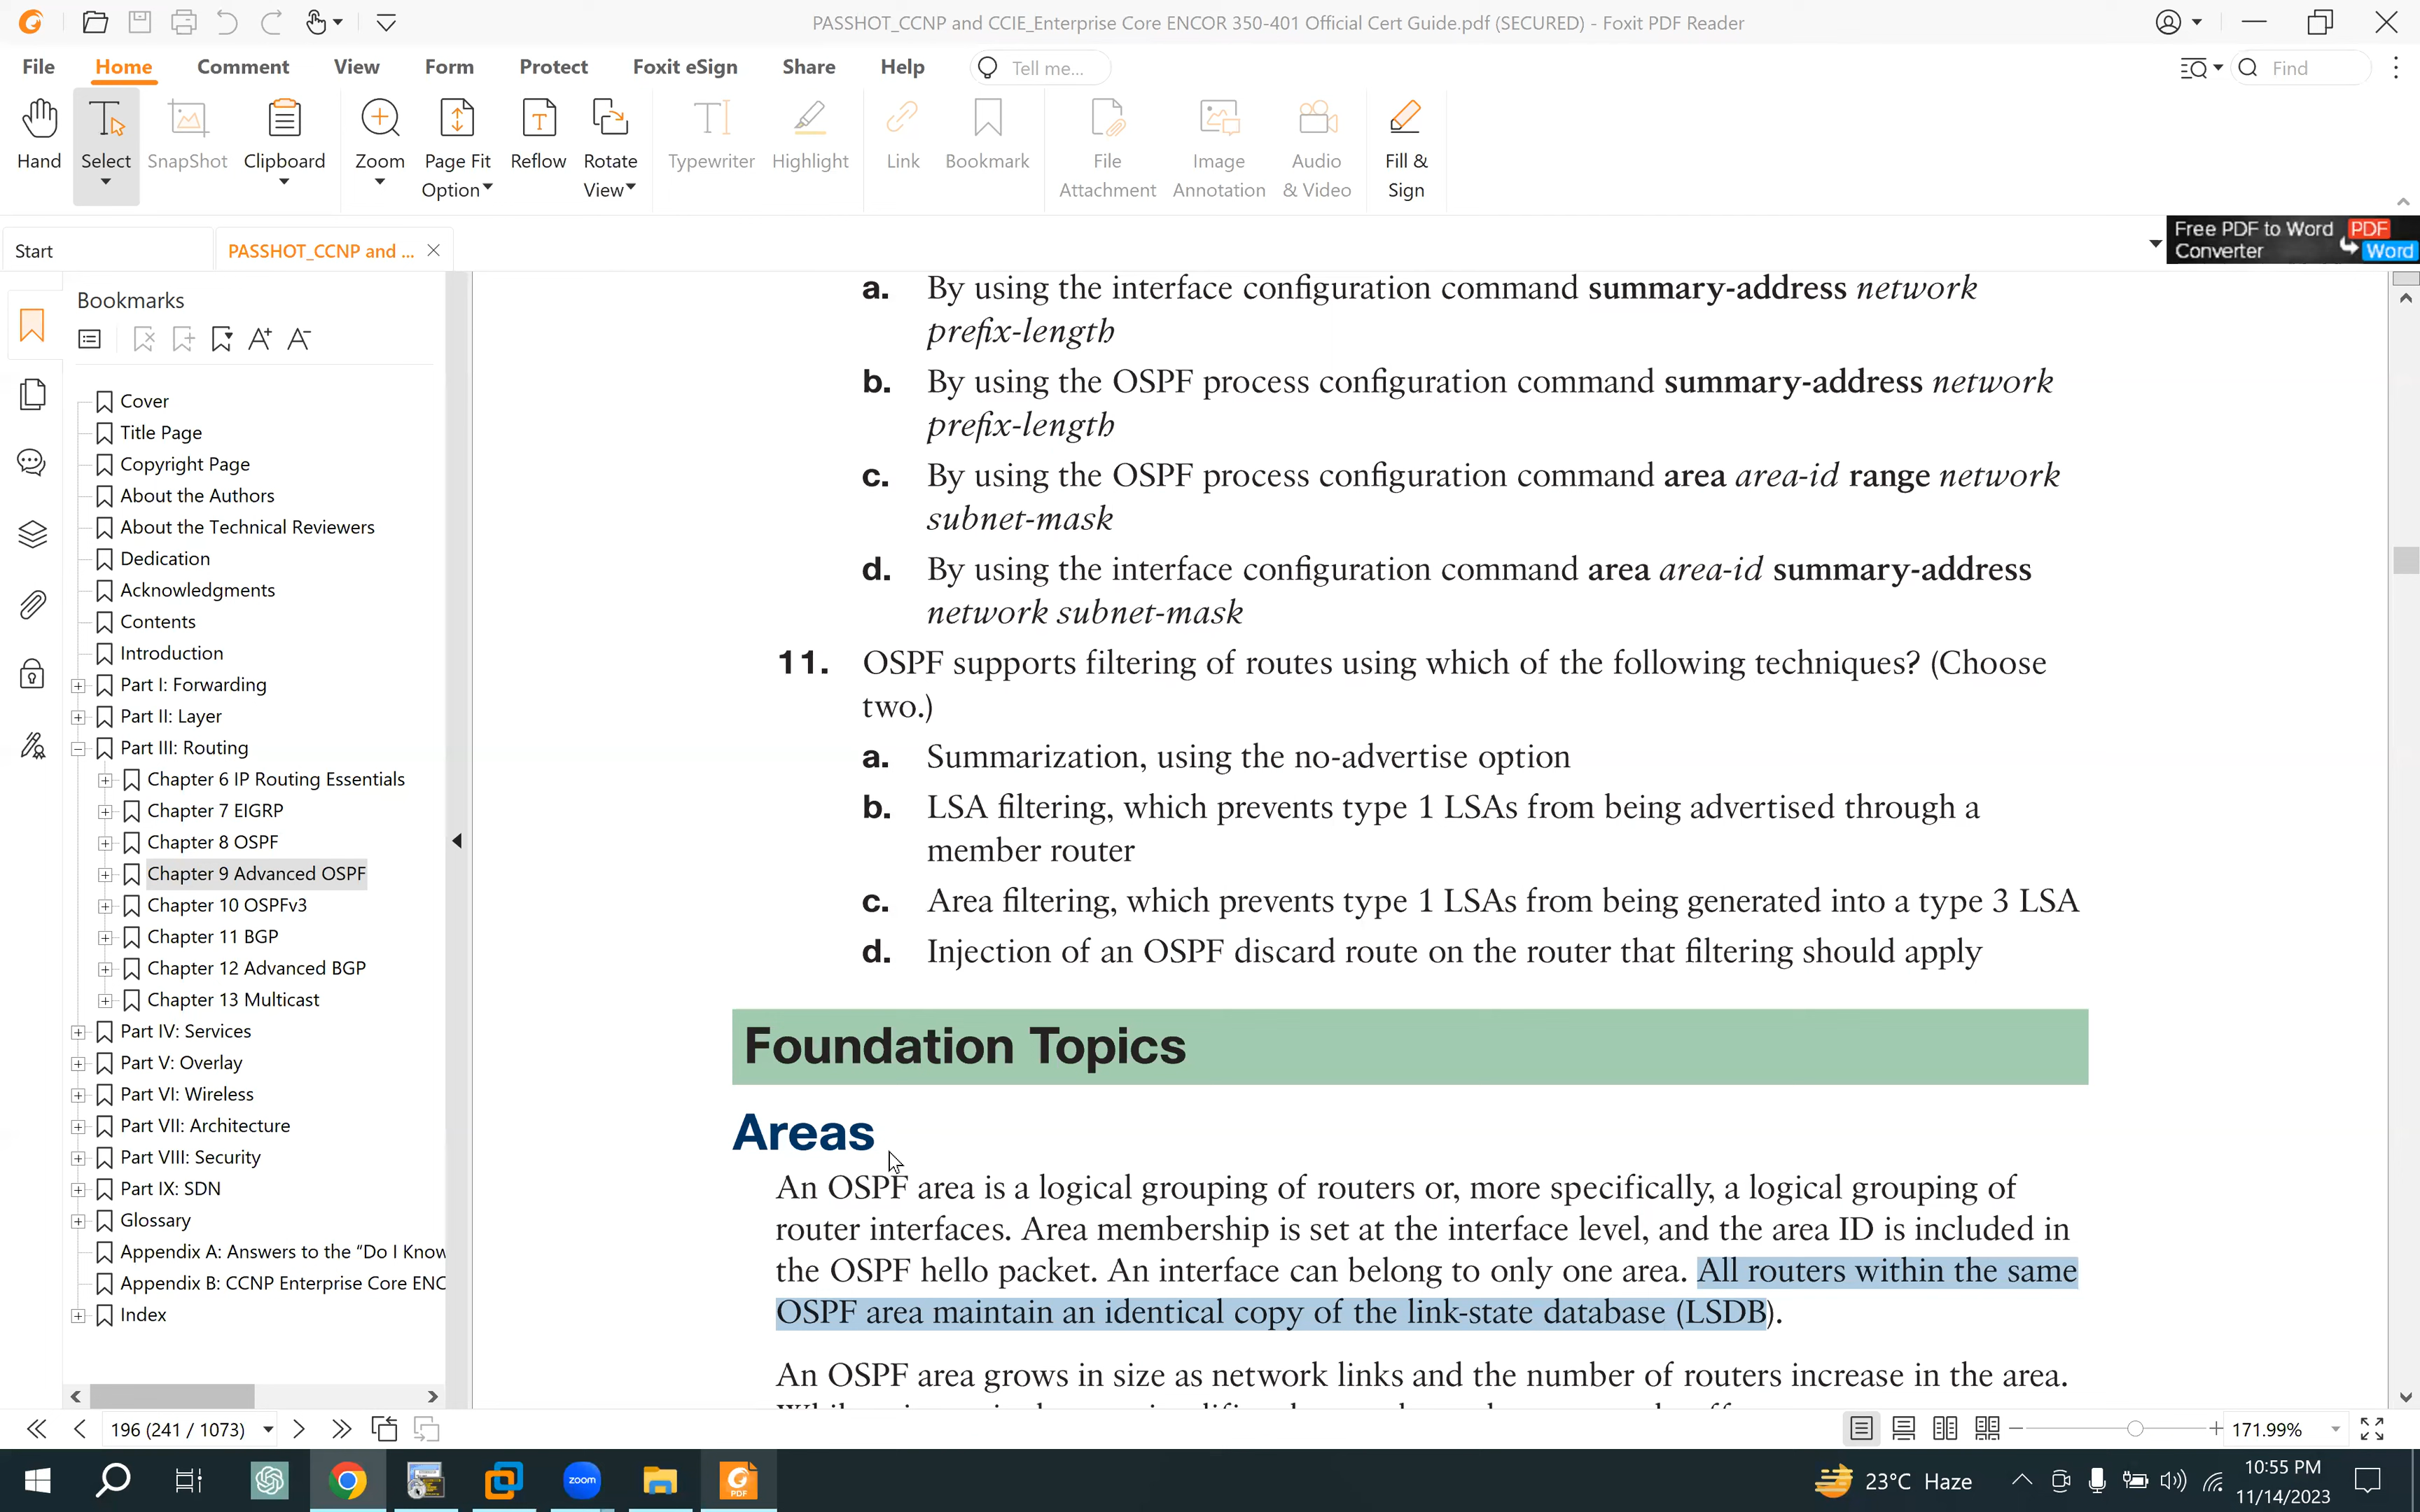 PASSHOT_CCNP and CCIE_Enterprise Core ENCOR 350-401 Official Cert Guide.pdf (SECURED) - Foxit PDF Reader
File Home Comment View Form Protect Foxit eSign Share Help Tell me... Find
Hand Select SnapShot Clipboard Zoom Page Fit Option Reflow Rotate View Typewriter Highlight Link Bookmark File Attachment Image Annotation Audio & Video Fill & Sign
Start PASSHOT_CCNP and ...
Free PDF to Word PDF
Converter Word
Bookmarks
Cover
Title Page
Copyright Page
About the Authors
About the Technical Reviewers
Dedication
Acknowledgments
Contents
Introduction
Part I: Forwarding
Part II: Layer
Part III: Routing
Chapter 6 IP Routing Essentials
Chapter 7 EIGRP
Chapter 8 OSPF
Chapter 9 Advanced OSPF
Chapter 10 OSPFv3
Chapter 11 BGP
Chapter 12 Advanced BGP
Chapter 13 Multicast
Part IV: Services
Part V: Overlay
Part VI: Wireless
Part VII: Architecture
Part VIII: Security
Part IX: SDN
Glossary
Appendix A: Answers to the “Do I Know
Appendix B: CCNP Enterprise Core ENC
Index
a. By using the interface configuration command summary-address network
prefix-length
b. By using the OSPF process configuration command summary-address network
prefix-length
c. By using the OSPF process configuration command area area-id range network
subnet-mask
d. By using the interface configuration command area area-id summary-address
network subnet-mask
11. OSPF supports filtering of routes using which of the following techniques? (Choose
two.)
a. Summarization, using the no-advertise option
b. LSA filtering, which prevents type 1 LSAs from being advertised through a
member router
c. Area filtering, which prevents type 1 LSAs from being generated into a type 3 LSA
d. Injection of an OSPF discard route on the router that filtering should apply
Foundation Topics
Areas
An OSPF area is a logical grouping of routers or, more specifically, a logical grouping of
router interfaces. Area membership is set at the interface level, and the area ID is included in
the OSPF hello packet. An interface can belong to only one area. All routers within the same
OSPF area maintain an identical copy of the link-state database (LSDB).
An OSPF area grows in size as network links and the number of routers increase in the area.
196 (241 / 1073)
171.99%
zoom
PDF
23°C Haze
10:55 PM
11/14/2023